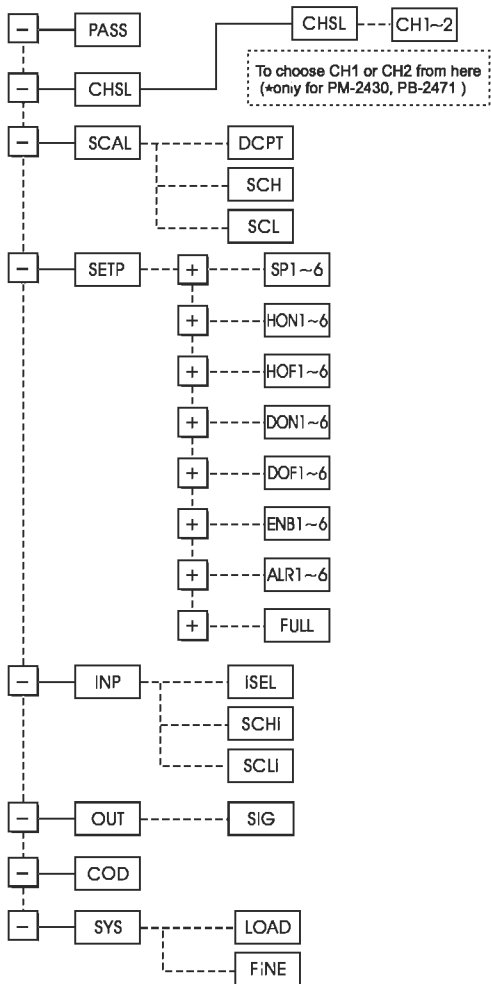 CHSL CH1~2
PASS
To choose CH1 or CH2 from here
(*only for PM-2430, PB-2471 )
CHSL
SCAL DCPT
SCH
SCL
SETP SP1~6
HON1~6
HOF1~6
DON1~6
DOF1~6
ENB1~6
ALR1~6
FULL
INP iSEL
SCHi
SCLi
OUT SIG
COD
SYS LOAD
FiNE